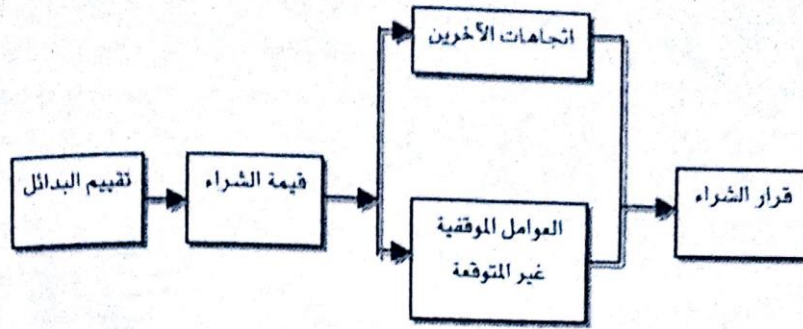 اتجاهات الآخرين
تقييم البدائل
قيمة الشراء
العوامل الموقفية
غير المتوقعة
قرار الشراء